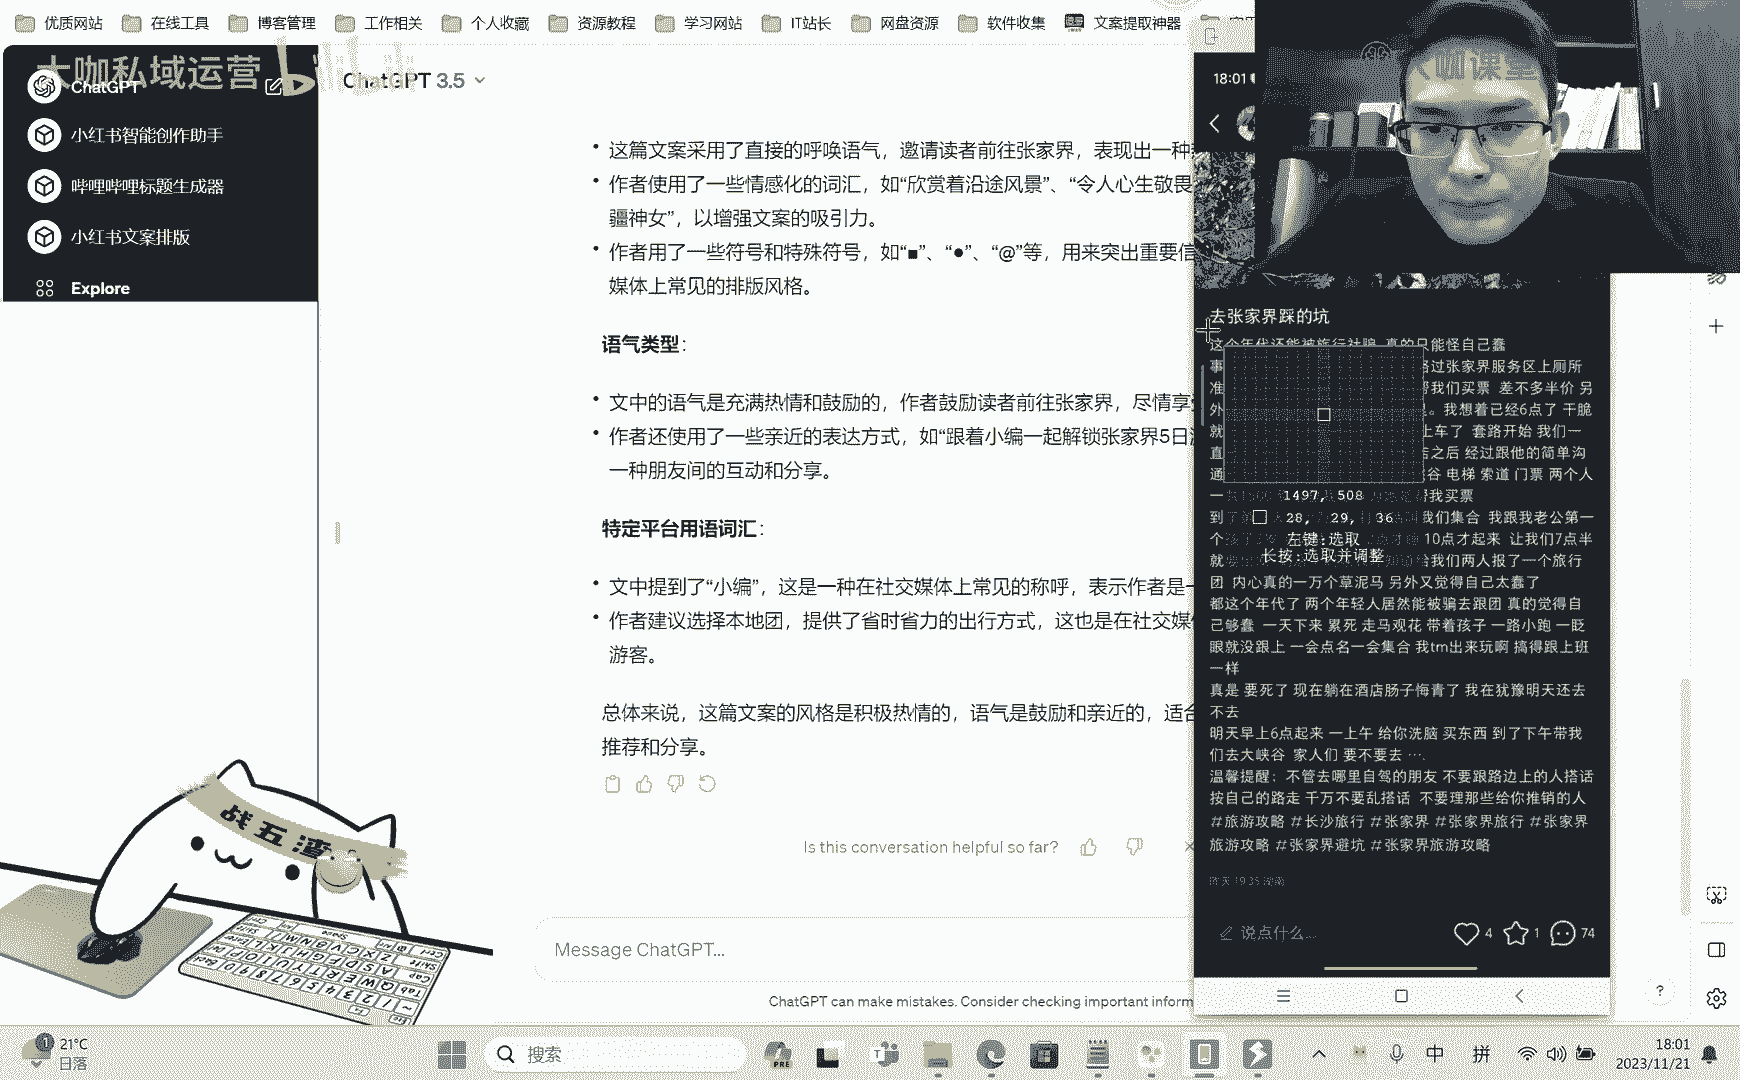 优质网站 在线工具 博客管理 工作相关 个人收藏 资源教程 学习网站 IT站长 网盘资源 软件收集 文案提取神器
大咖私域运营
ChatGPT
小红书智能创作助手
哔哩哔哩标题生成器
小红书文案排版
Explore
ChatGPT 3.5
这篇文案采用了直接的呼唤语气，邀请读者前往张家界，表现出一种
作者使用了一些情感化的词汇，如“欣赏着沿途风景”、“令人心生敬畏
疆神女”，以增强文案的吸引力。
作者用了一些符号和特殊符号，如“■”、“●”、“@”等，用来突出重要信
媒体上常见的排版风格。
语气类型：
文中的语气是充满热情和鼓励的，作者鼓励读者前往张家界，尽情享
作者还使用了一些亲近的表达方式，如“跟着小编一起解锁张家界5日
一种朋友间的互动和分享。
特定平台用语词汇：
文中提到了“小编”，这是一种在社交媒体上常见的称呼，表示作者是
作者建议选择本地团，提供了省时省力的出行方式，这也是在社交媒
游客。
总体来说，这篇文案的风格是积极热情的，语气是鼓励和亲近的，适合
推荐和分享。
Is this conversation helpful so far?
Message ChatGPT...
ChatGPT can make mistakes. Consider checking important inform
战五渣
18:01
大咖课堂
去张家界踩的坑
这个年代还能被旅行社骗 真的只能怪自己蠢
事 路过张家界服务区上厕所
准 帮我们买票 差不多半价 另
外 。我想着已经6点了 干脆
就 上车了 套路开始 我们一
直 之后 经过跟他的简单沟
通 谷 电梯 索道 门票 两个人
一 帮我买票
到 我们集合 我跟我老公第一
个 10点才起来 让我们7点半
就 给我们两人报了一个旅行
团 内心真的一万个草泥马 另外又觉得自己太蠢了
都这个年代了 两个年轻人居然能被骗去跟团 真的觉得自
己够蠢 一天下来 累死 走马观花 带着孩子 一路小跑 一眨
眼就没跟上 一会点名一会集合 我tm出来玩啊 搞得跟上班
一样
真是 要死了 现在躺在酒店肠子悔青了 我在犹豫明天还去
不去
明天早上6点起来 一上午 给你洗脑 买东西 到了下午带我
们去大峡谷 家人们 要不要去 ….
温馨提醒：不管去哪里自驾的朋友 不要跟路边上的人搭话
按自己的路走 千万不要乱搭话 不要理那些给你推销的人
#旅游攻略 #长沙旅行 #张家界 #张家界旅行 #张家界
旅游攻略 #张家界避坑 #张家界旅游攻略
昨天 19:35 湖南
1497, 508
28, 29, 36
左键:选取
长按:选取并调整
说点什么...
4 1 74
21°C
日落
搜索
中 拼
18:01
2023/11/21